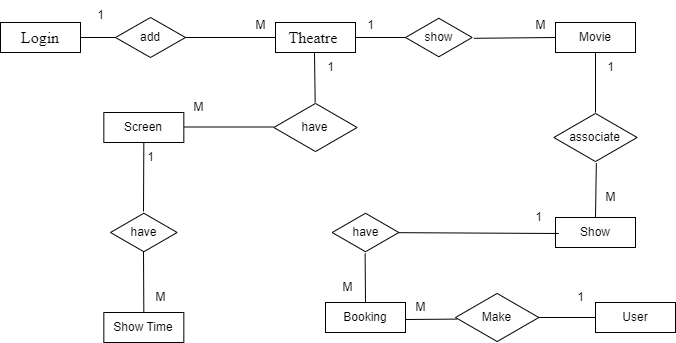 1
M
1
M
Login
add
Theatre
show
Movie
1
1
M
Screen
have
associate
1
M
1
have
have
Show
M
M
M
1
Show Time
Booking
Make
User